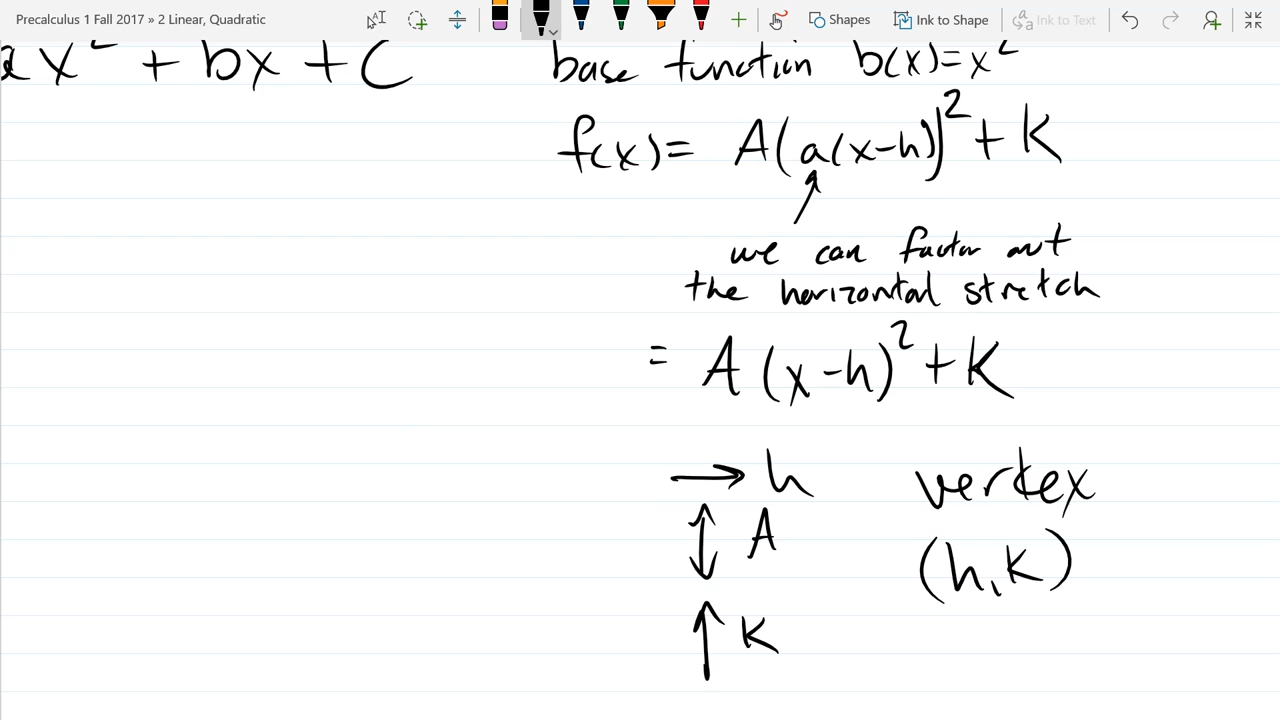 Precalculus 1 Fall 2017 » 2 Linear, Quadratic
Shapes
Ink to Shape
Ink to Text
ax² + bx + C
base function b(x)=x²
f(x)= A(a(x-h))² + K
we can factor out
the horizontal stretch
= A(x-h)² + K
→ h
vertex
↕ A
(h,K)
↑ K